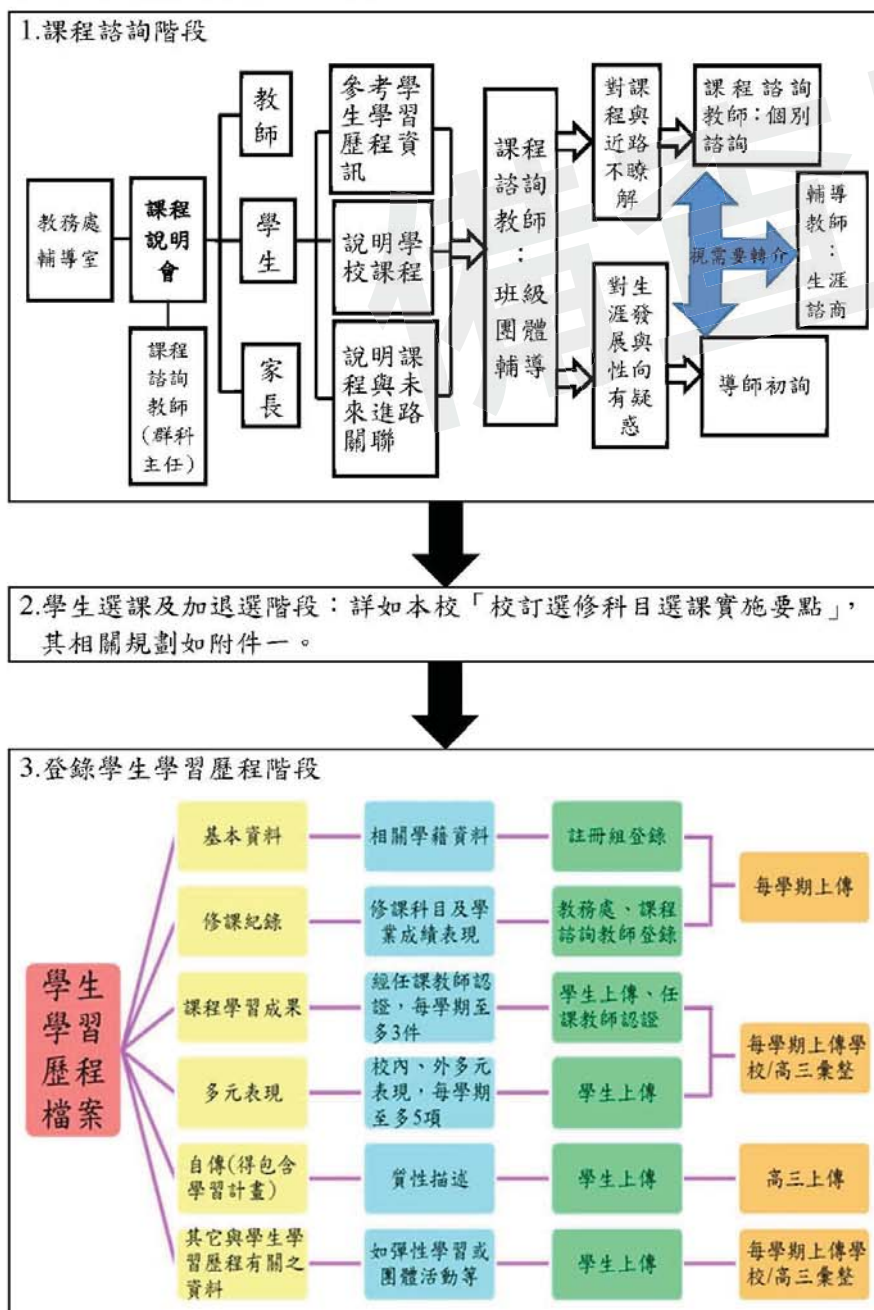 1.課程諮詢階段
教務處
輔導室
課程
說明
會
課程
諮詢
教師
(群科
主任)
教
師
學
生
家
長
參考學
生學習
歷程資
訊
說明學
校課程
說明課
程與未
來進路
關聯
課程
諮詢
教師
：
班級
團體
輔導
對課
程與
近路
不瞭
解
課程諮詢
教師：個別
諮詢
對生
涯發
展與
性向
有疑
惑
導師初詢
視需要轉介
輔導
教師
：
生涯
諮商
備查
2.學生選課及加退選階段：詳如本校「校訂選修科目選課實施要點」，
其相關規劃如附件一。
3.登錄學生學習歷程階段
學生
學習
歷程
檔案
基本資料
相關學籍資料
註冊組登錄
每學期上傳
修課紀錄
修課科目及學
業成績表現
教務處、課程
諮詢教師登錄
課程學習成果
經任課教師認
證，每學期至
多3件
學生上傳、任
課教師認證
每學期上傳學
校/高三彙整
多元表現
校內、外多元
表現，每學期
至多5項
學生上傳
自傳(得包含
學習計畫)
質性描述
學生上傳
高三上傳
其它與學生學
習歷程有關之
資料
如彈性學習或
團體活動等
學生上傳
每學期上傳學
校/高三彙整